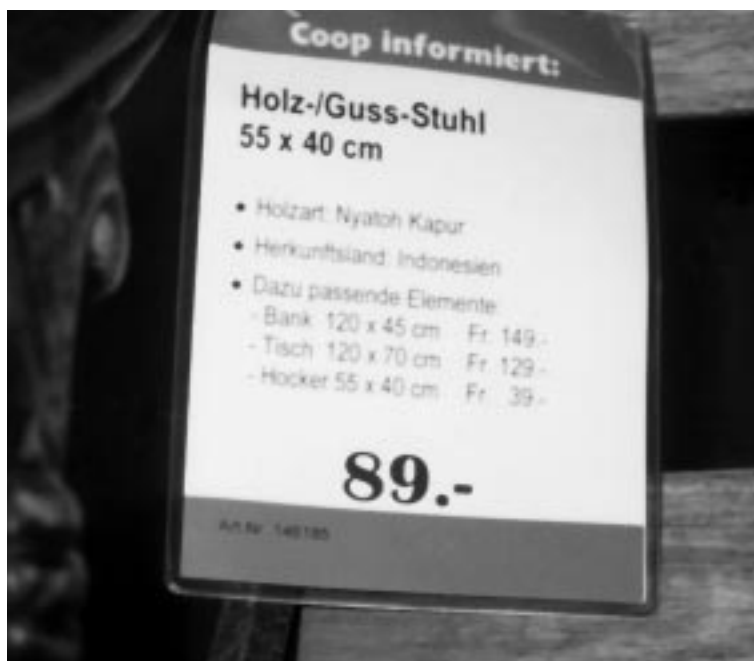 Coop informiert:
Holz-/Guss-Stuhl
55 x 40 cm
• Holzart: Nyatoh Kapur
• Herkunftsland: Indonesien
• Dazu passende Elemente:
- Bank 120 x 45 cm Fr. 149.-
- Tisch 120 x 70 cm Fr. 129.-
- Hocker 55 x 40 cm Fr. 39.-
89.-
Art.Nr.